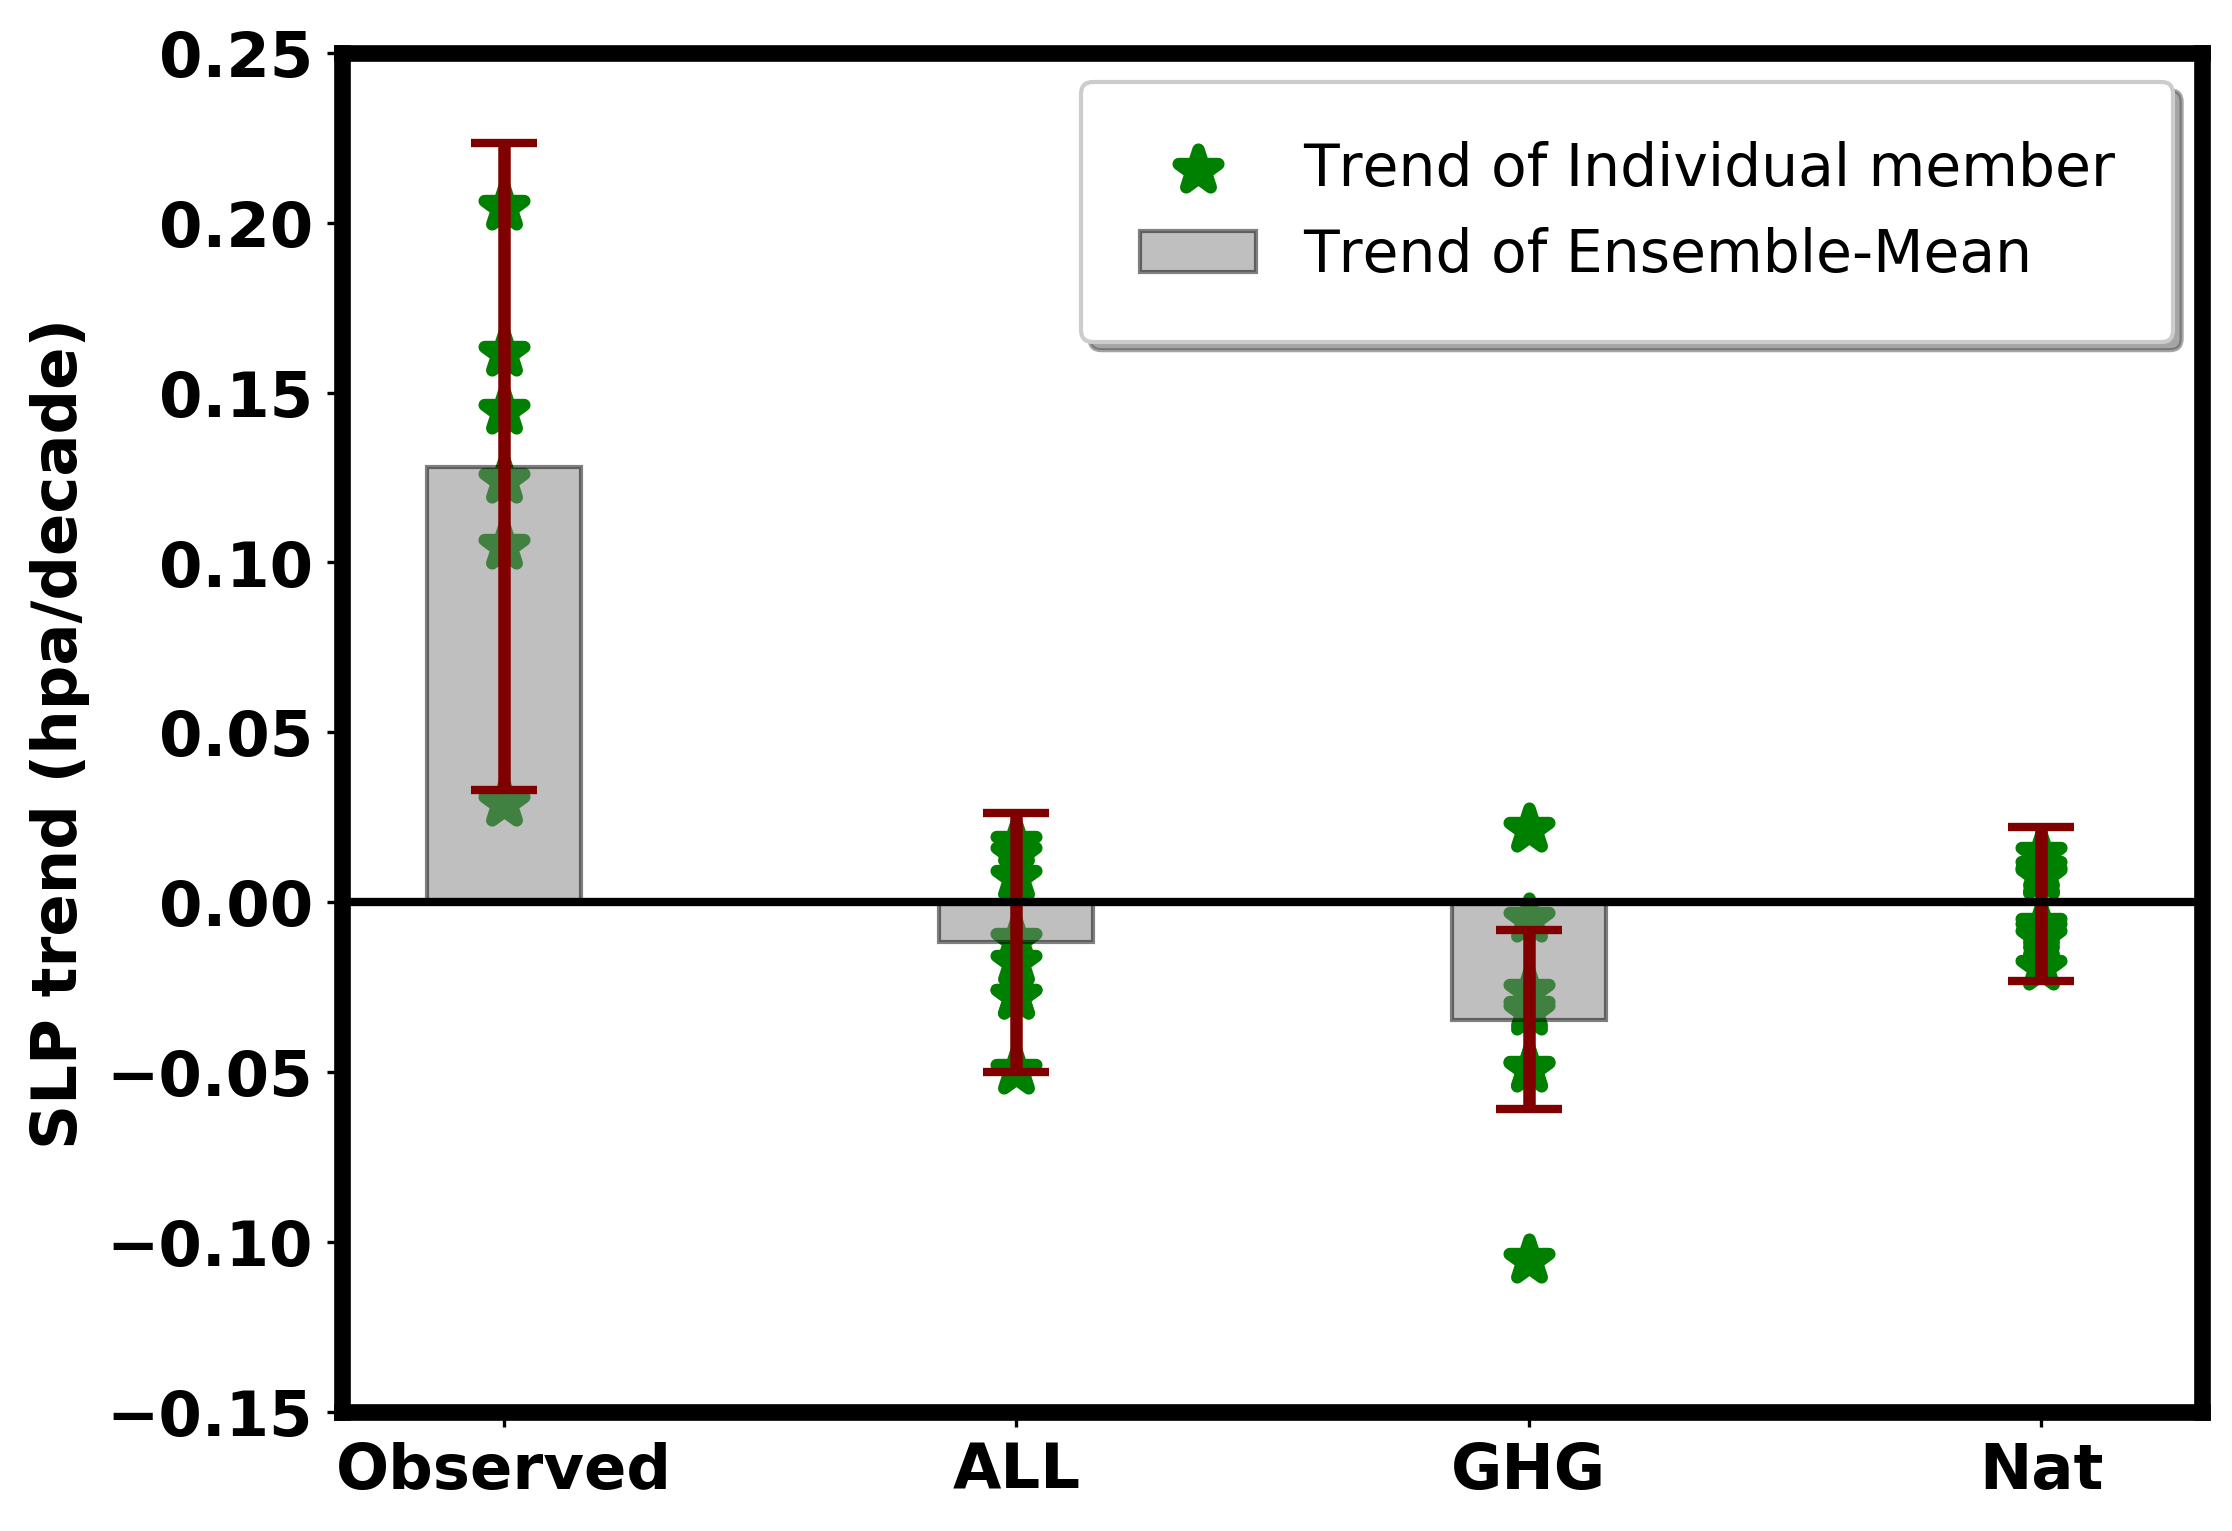 0.25
0.20
0.15
0.10
0.05
0.00
−0.05
−0.10
−0.15
SLP trend (hpa/decade)
Trend of Individual member
Trend of Ensemble-Mean
Observed
ALL
GHG
Nat